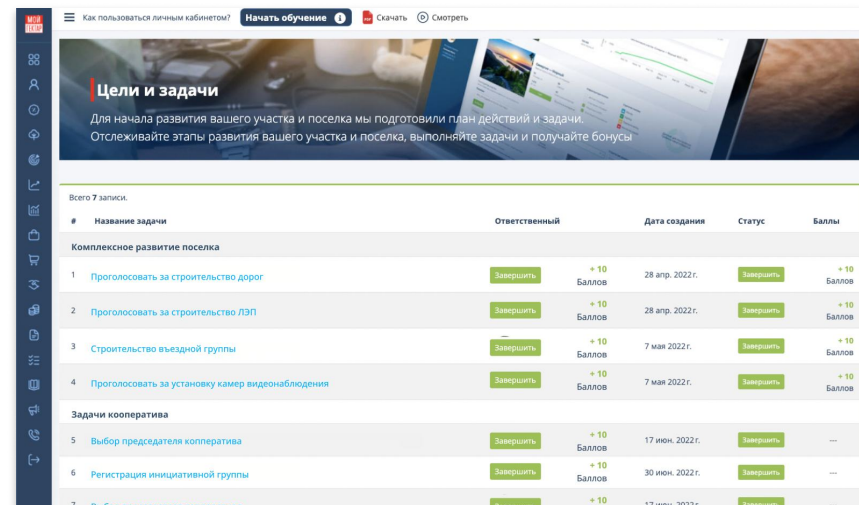 МОЙ
ГЕКТАР
Как пользоваться личным кабинетом? Начать обучение i PDF Скачать Смотреть
Цели и задачи
Для начала развития вашего участка и поселка мы подготовили план действий и задачи.
Отслеживайте этапы развития вашего участка и поселка, выполняйте задачи и получайте бонусы
Всего 7 записи.
# Название задачи Ответственный Дата создания Статус Баллы
Комплексное развитие поселка
1 Проголосовать за строительство дорог Завершить + 10 Баллов 28 апр. 2022 г. Завершить + 10 Баллов
2 Проголосовать за строительство ЛЭП Завершить + 10 Баллов 28 апр. 2022 г. Завершить + 10 Баллов
3 Строительство въездной группы Завершить + 10 Баллов 7 мая 2022 г. Завершить + 10 Баллов
4 Проголосовать за установку камер видеонаблюдения Завершить + 10 Баллов 7 мая 2022 г. Завершить + 10 Баллов
Задачи кооператива
5 Выбор председателя копператива Завершить + 10 Баллов 17 июн. 2022 г. Завершить ---
6 Регистрация инициативной группы Завершить + 10 Баллов 30 июн. 2022 г. Завершить ---
7 + 10 17 июн. 2022 г.